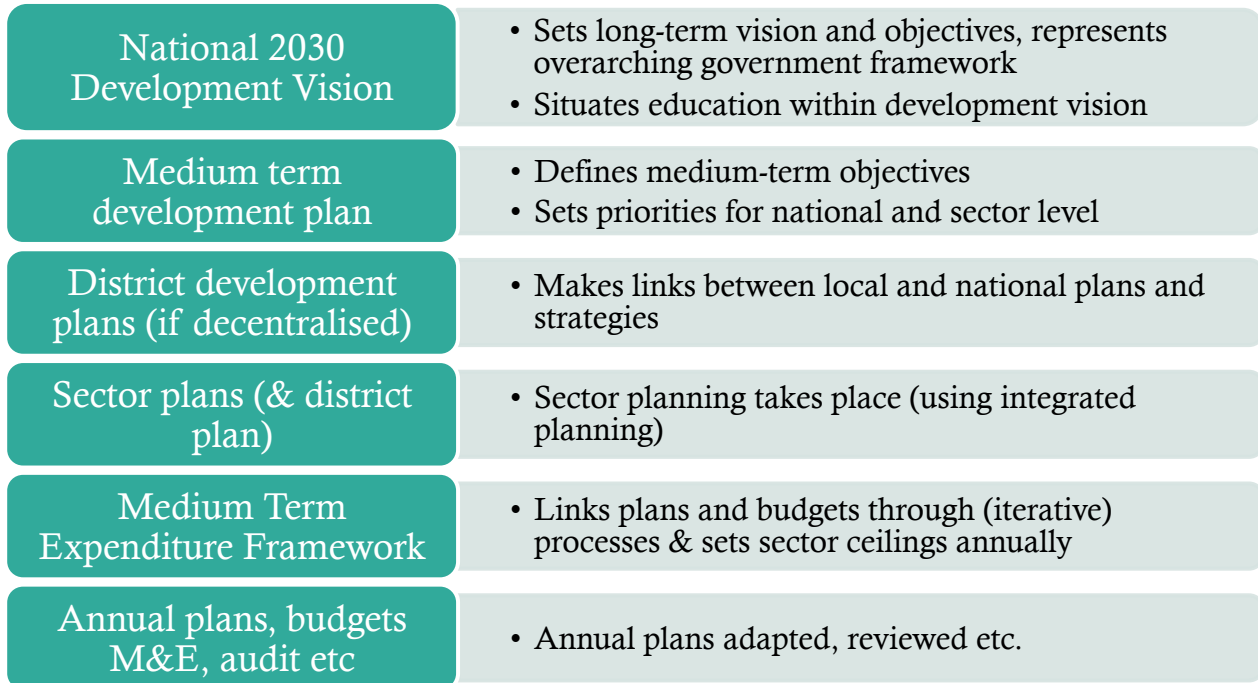 National 2030
Development Vision
• Sets long-term vision and objectives, represents
overarching government framework
• Situates education within development vision
Medium term
development plan
• Defines medium-term objectives
• Sets priorities for national and sector level
District development
plans (if decentralised)
• Makes links between local and national plans and
strategies
Sector plans (& district
plan)
• Sector planning takes place (using integrated
planning)
Medium Term
Expenditure Framework
• Links plans and budgets through (iterative)
processes & sets sector ceilings annually
Annual plans, budgets
M&E, audit etc
• Annual plans adapted, reviewed etc.